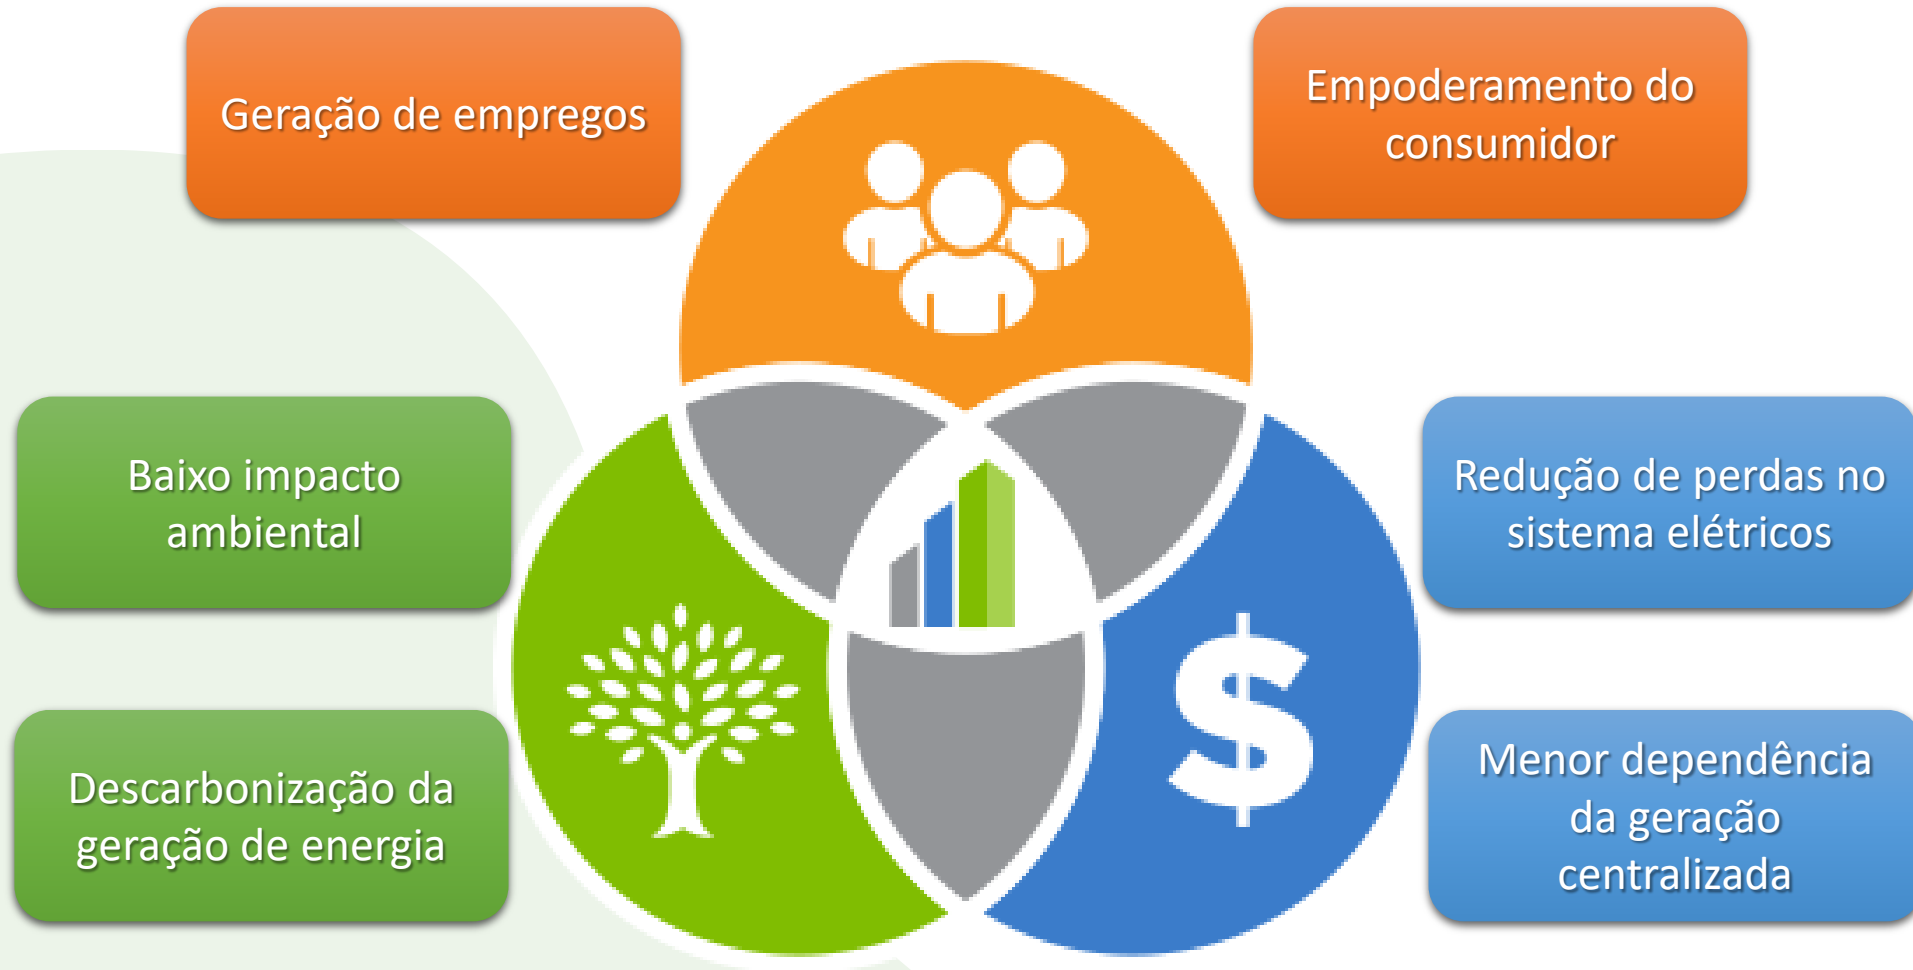 Geração de empregos
Empoderamento do
consumidor
Baixo impacto
ambiental
Redução de perdas no
sistema elétricos
Descarbonização da
geração de energia
Menor dependência
da geração
centralizada
$